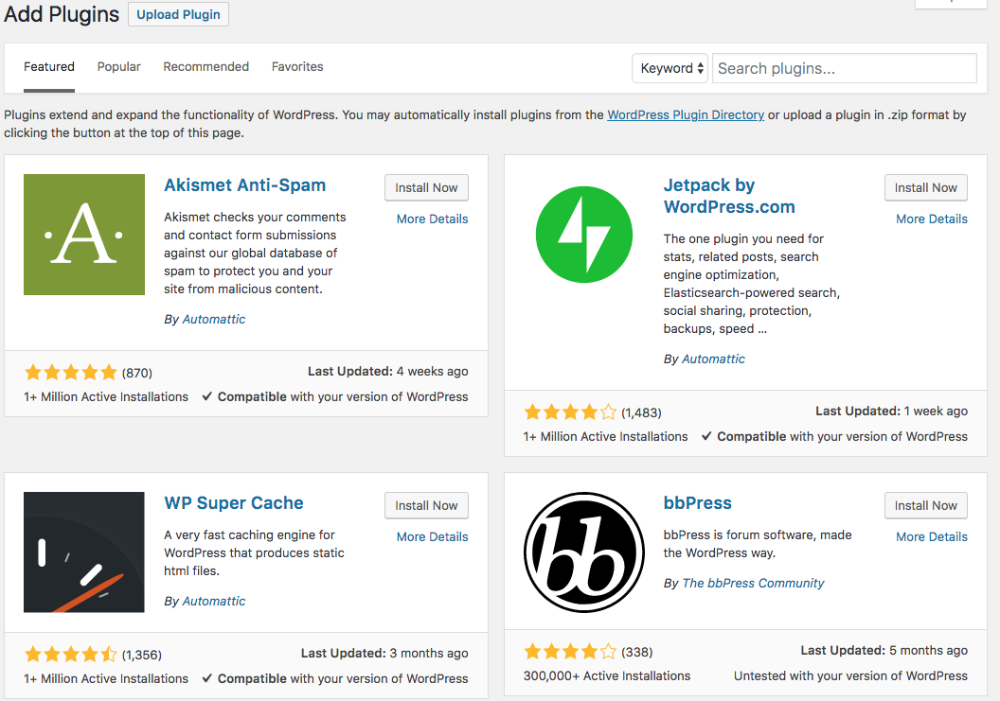 Add Plugins Upload Plugin
Featured Popular Recommended Favorites Keyword Search plugins...
Plugins extend and expand the functionality of WordPress. You may automatically install plugins from the WordPress Plugin Directory or upload a plugin in .zip format by
clicking the button at the top of this page.
A
Akismet Anti-Spam
Install Now
More Details
Akismet checks your comments
and contact form submissions
against our global database of
spam to protect you and your
site from malicious content.
By Automattic
(870)
Last Updated: 4 weeks ago
1+ Million Active Installations
Compatible with your version of WordPress
Jetpack by
WordPress.com
Install Now
More Details
The one plugin you need for
stats, related posts, search
engine optimization,
Elasticsearch-powered search,
social sharing, protection,
backups, speed ...
By Automattic
(1,483)
Last Updated: 1 week ago
1+ Million Active Installations
Compatible with your version of WordPress
WP Super Cache
Install Now
More Details
A very fast caching engine for
WordPress that produces static
html files.
By Automattic
(1,356)
Last Updated: 3 months ago
1+ Million Active Installations
Compatible with your version of WordPress
bb
bbPress
Install Now
More Details
bbPress is forum software, made
the WordPress way.
By The bbPress Community
(338)
Last Updated: 5 months ago
300,000+ Active Installations
Untested with your version of WordPress